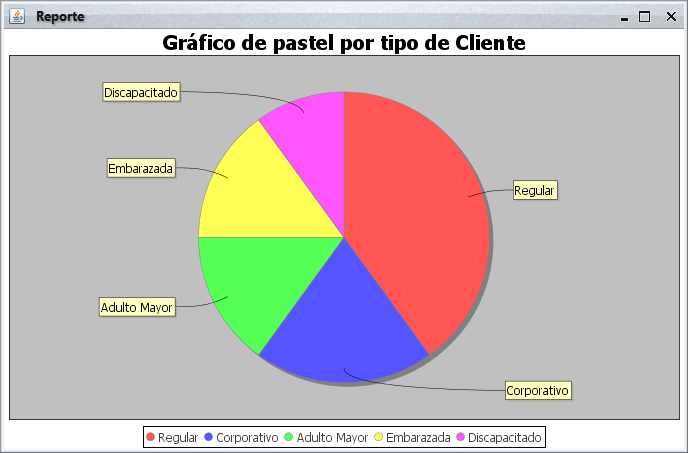 Reporte
Gráfico de pastel por tipo de Cliente
Discapacitado
Embarazada
Regular
Adulto Mayor
Corporativo
Regular Corporativo Adulto Mayor Embarazada Discapacitado